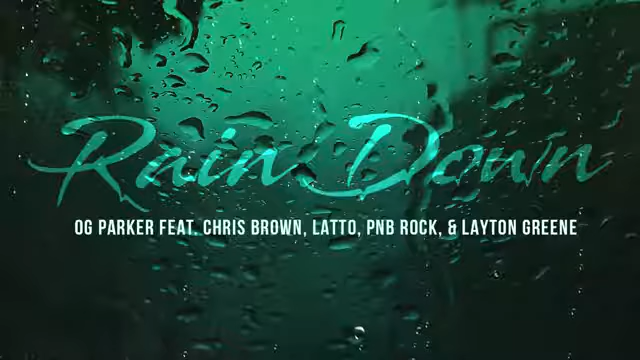 Rain Down
OG PARKER FEAT. CHRIS BROWN, LATTO, PNB ROCK, & LAYTON GREENE